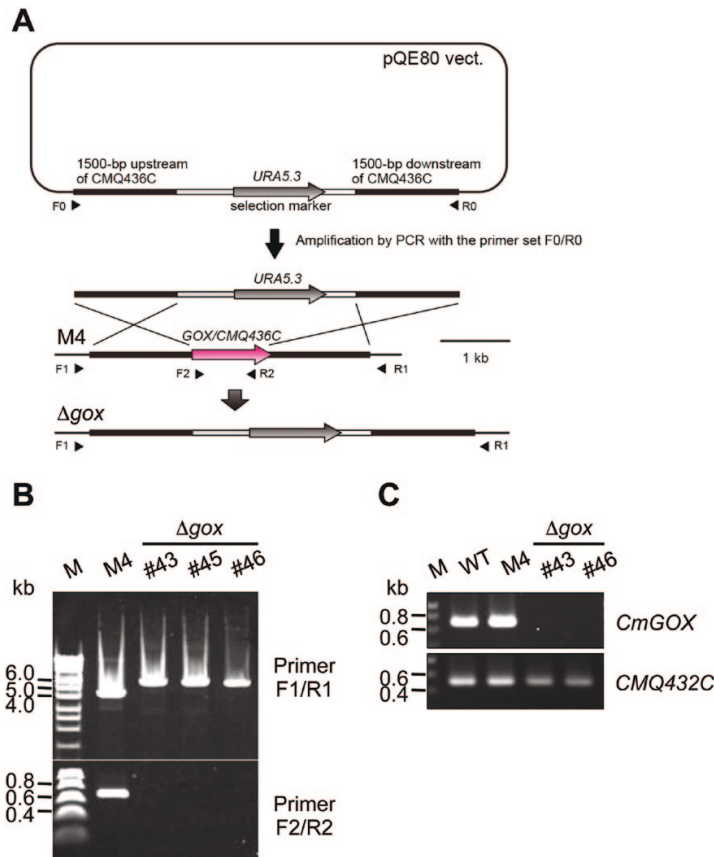 A
pQE80 vect.
1500-bp upstream
of CMQ436C
URA5.3
1500-bp downstream
of CMQ436C
F0
selection marker
R0
Amplification by PCR with the primer set F0/R0
URA5.3
M4
GOX/CMQ436C
1 kb
F1
F2
R2
R1
Δgox
F1
R1
B
Δgox
M
M4
#43
#45
#46
kb
6.0
5.0
4.0
Primer
F1/R1
0.8
0.6
0.4
Primer
F2/R2
C
Δgox
M
WT
M4
#43
#46
kb
0.8
0.6
CmGOX
0.6
0.4
CMQ432C